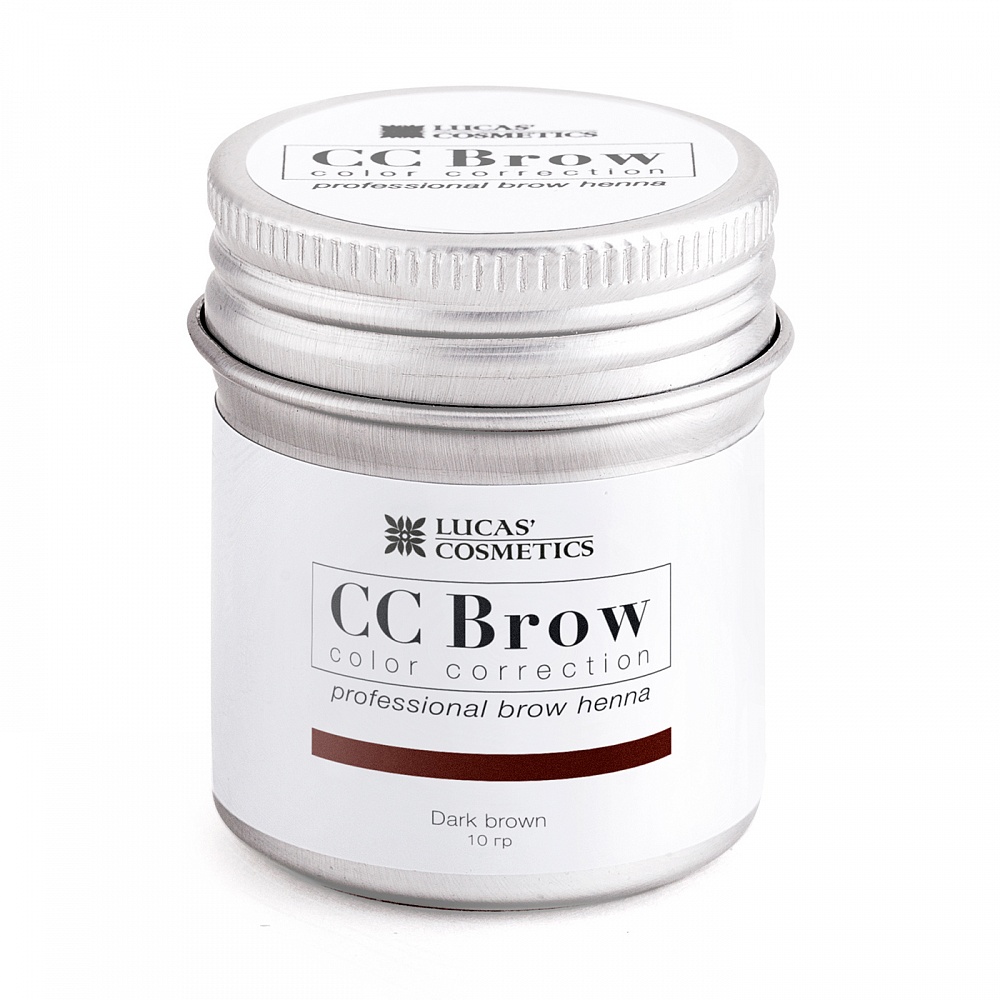 LUCAS'
COSMETICS
CC Brow
color correction
professional brow henna
LUCAS'
COSMETICS
CC Brow
color correction
professional brow henna
Dark brown
10 гр